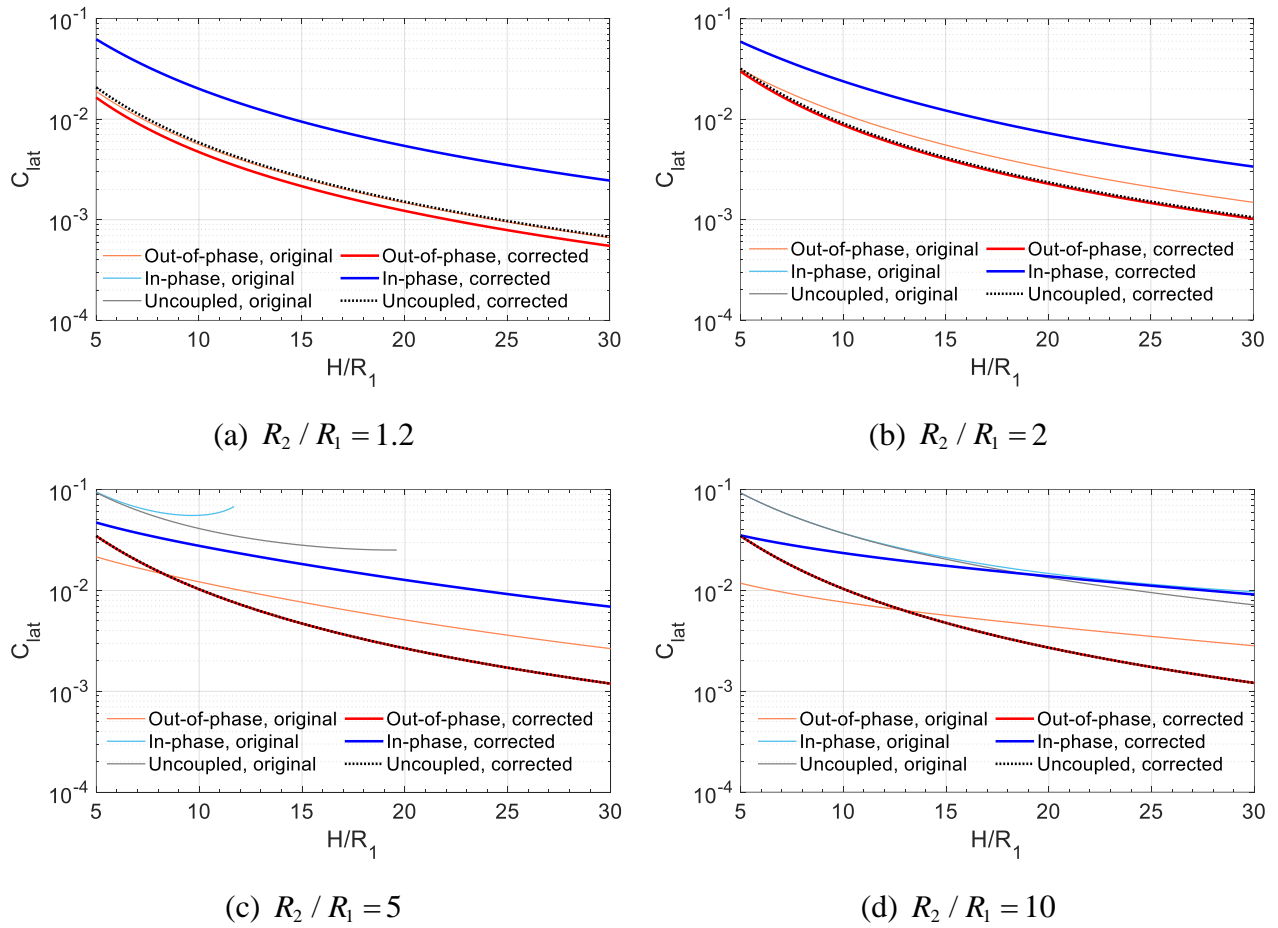 10^-1 10^-1
10^-2 10^-2
C_lat C_lat
10^-3 10^-3
Out-of-phase, original Out-of-phase, corrected Out-of-phase, original Out-of-phase, corrected
In-phase, original In-phase, corrected In-phase, original In-phase, corrected
Uncoupled, original Uncoupled, corrected Uncoupled, original Uncoupled, corrected
10^-4 10^-4
5 10 15 20 25 30 5 10 15 20 25 30
H/R_1 H/R_1
(a) R_2 / R_1 = 1.2 (b) R_2 / R_1 = 2
10^-1 10^-1
10^-2 10^-2
C_lat C_lat
10^-3 10^-3
Out-of-phase, original Out-of-phase, corrected Out-of-phase, original Out-of-phase, corrected
In-phase, original In-phase, corrected In-phase, original In-phase, corrected
Uncoupled, original Uncoupled, corrected Uncoupled, original Uncoupled, corrected
10^-4 10^-4
5 10 15 20 25 30 5 10 15 20 25 30
H/R_1 H/R_1
(c) R_2 / R_1 = 5 (d) R_2 / R_1 = 10